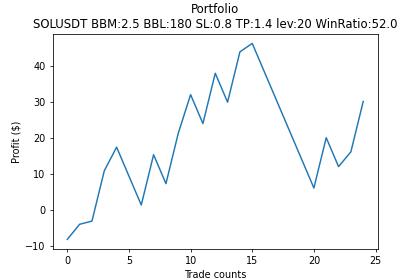 Portfolio
SOLUSDT BBM:2.5 BBL:180 SL:0.8 TP:1.4 lev:20 WinRatio:52.0
Profit ($)
40
30
20
10
0
−10
0 5 10 15 20 25
Trade counts